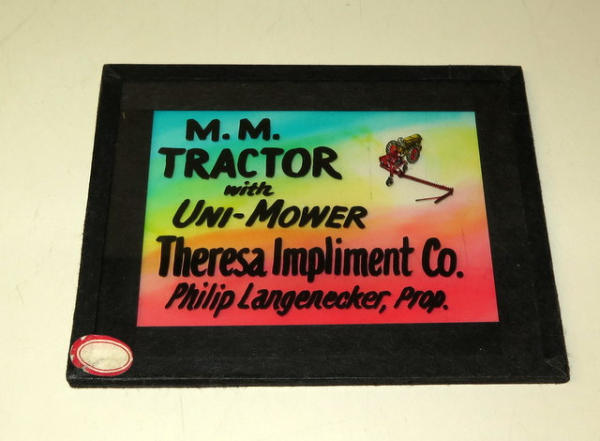 M. M.
TRACTOR
with
UNI-MOWER
Theresa Impliment Co.
Philip Langenecker, Prop.